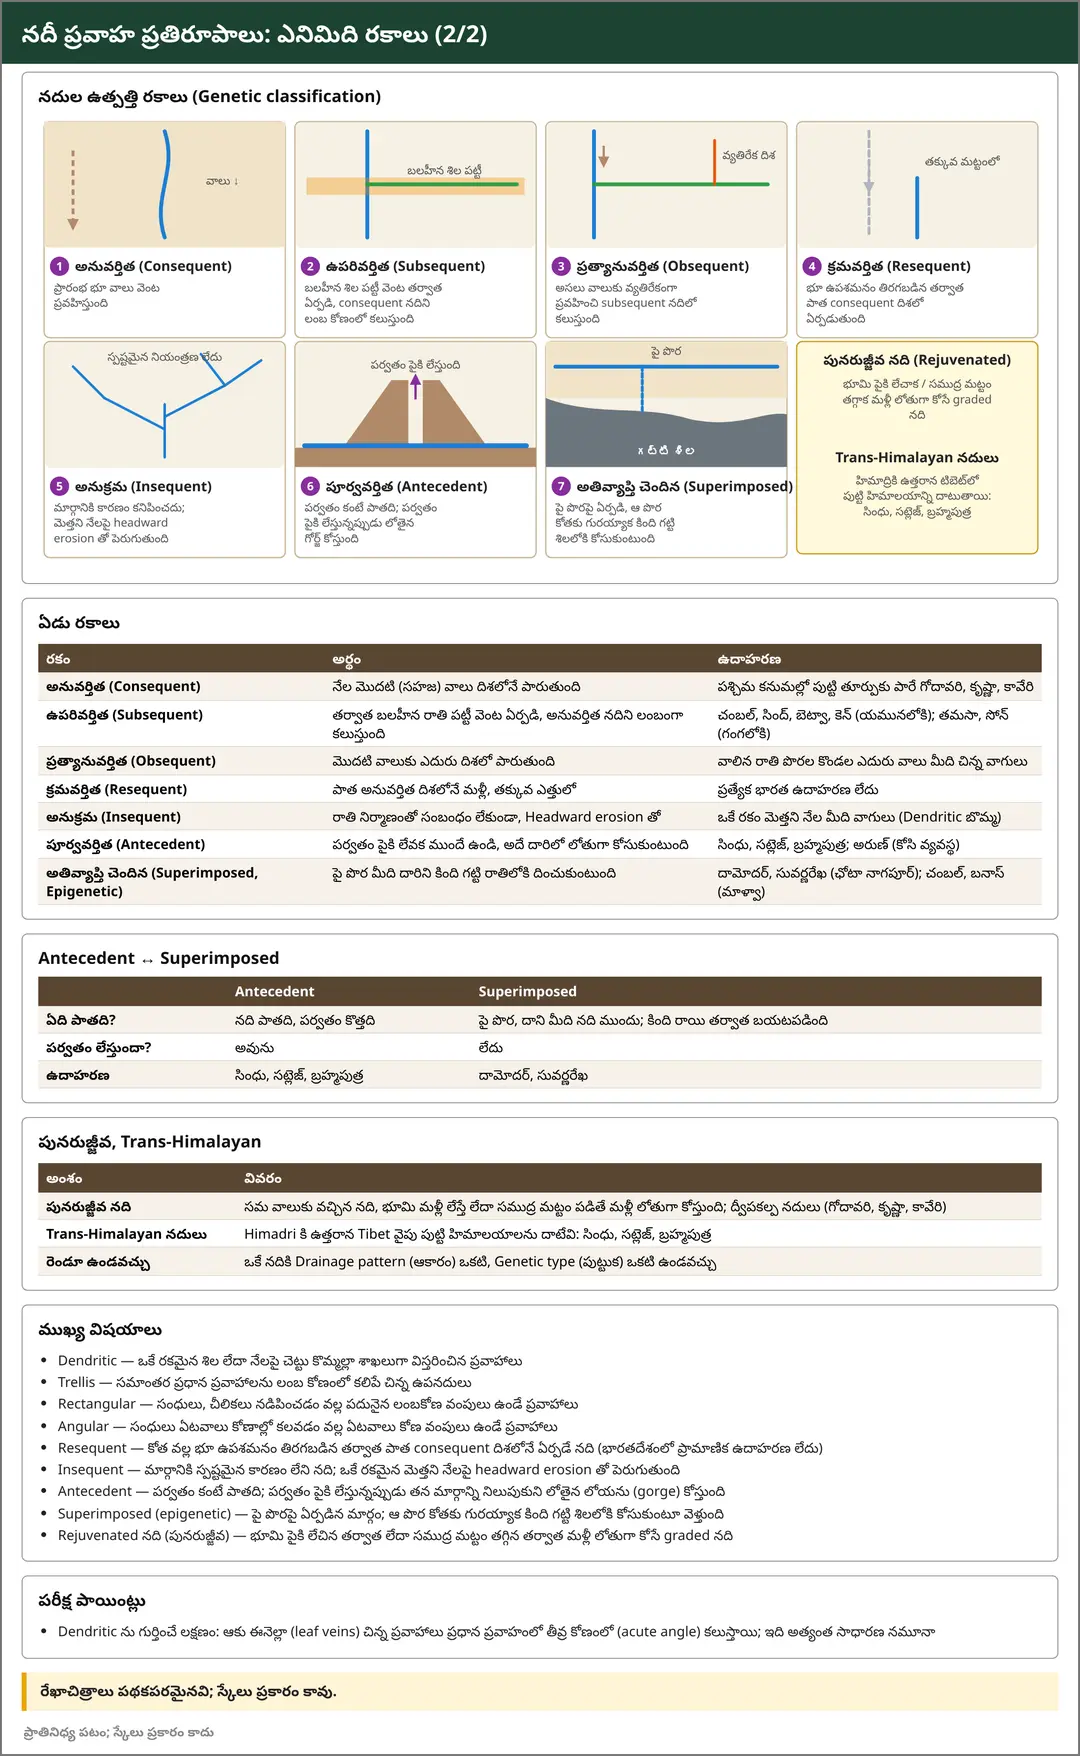 నదీ ప్రవాహ ప్రతిరూపాలు: ఎనిమిది రకాలు (2/2)
నదుల ఉత్పత్తి రకాలు (Genetic classification)
వాలు ↓
బలహీన శిల పట్టీ
వ్యతిరేక దిశ
తక్కువ మట్టంలో
1 అనువర్తిత (Consequent)
ప్రారంభ భూ వాలు వెంట
ప్రవహిస్తుంది
2 ఉపరివర్తిత (Subsequent)
బలహీన శిల పట్టీ వెంట తర్వాత
ఏర్పడి, consequent నదిని
లంబ కోణంలో కలుస్తుంది
3 ప్రత్యానువర్తిత (Obsequent)
అసలు వాలుకు వ్యతిరేకంగా
ప్రవహించి subsequent నదిలో
కలుస్తుంది
4 క్రమవర్తిత (Resequent)
భూ ఉపశమనం తిరగబడిన తర్వాత
పాత consequent దిశలో
ఏర్పడుతుంది
స్పష్టమైన నియంత్రణ లేదు
పర్వతం పైకి లేస్తుంది
పై పొర
గట్టి శిల
5 అనుక్రమ (Insequent)
మార్గానికి కారణం కనిపించదు;
మెత్తని నేలపై headward
erosion తో పెరుగుతుంది
6 పూర్వవర్తిత (Antecedent)
పర్వతం కంటే పాతది; పర్వతం
పైకి లేస్తున్నప్పుడు లోతైన
గోర్జ్ కోస్తుంది
7 అతివ్యాప్తి చెందిన (Superimposed)
పై పొరపై ఏర్పడి, ఆ పొర
కోతకు గురయ్యాక కింది గట్టి
శిలలోకి కోసుకుంటుంది
పునరుజ్జీవ నది (Rejuvenated)
భూమి పైకి లేచాక / సముద్ర మట్టం
తగ్గాక మళ్లీ లోతుగా కోసే graded
నది
Trans-Himalayan నదులు
హిమాద్రికి ఉత్తరాన టిబెట్‌లో
పుట్టి హిమాలయాన్ని దాటుతాయి:
సింధు, సట్లెజ్, బ్రహ్మపుత్ర
ఏడు రకాలు
రకం అర్థం ఉదాహరణ
అనువర్తిత (Consequent) నేల మొదటి (సహజ) వాలు దిశలోనే పారుతుంది పశ్చిమ కనుమల్లో పుట్టి తూర్పుకు పారే గోదావరి, కృష్ణా, కావేరి
ఉపరివర్తిత (Subsequent) తర్వాత బలహీన రాతి పట్టీ వెంట ఏర్పడి, అనువర్తిత నదిని లంబంగా కలుస్తుంది చంబల్, సింద్, బెట్వా, కెన్ (యమునలోకి); తమసా, సోన్ (గంగలోకి)
ప్రత్యానువర్తిత (Obsequent) మొదటి వాలుకు ఎదురు దిశలో పారుతుంది వాలిన రాతి పొరల కొండల ఎదురు వాలు మీది చిన్న వాగులు
క్రమవర్తిత (Resequent) పాత అనువర్తిత దిశలోనే మళ్లీ, తక్కువ ఎత్తులో ప్రత్యేక భారత ఉదాహరణ లేదు
అనుక్రమ (Insequent) రాతి నిర్మాణంతో సంబంధం లేకుండా, Headward erosion తో ఒకే రకం మెత్తని నేల మీది వాగులు (Dendritic బొమ్మ)
పూర్వవర్తిత (Antecedent) పర్వతం పైకి లేవక ముందే ఉండి, అదే దారిలో లోతుగా కోసుకుంటుంది సింధు, సట్లెజ్, బ్రహ్మపుత్ర; అరుణ్ (కోసి వ్యవస్థ)
అతివ్యాప్తి చెందిన (Superimposed, Epigenetic) పై పొర మీది దారిని కింది గట్టి రాతిలోకి దించుకుంటుంది దామోదర్, సువర్ణరేఖ (ఛోటా నాగపూర్); చంబల్, బనాస్ (మాళ్వా)
Antecedent ↔ Superimposed
Antecedent Superimposed
ఏది పాతది? నది పాతది, పర్వతం కొత్తది పై పొర, దాని మీది నది ముందు; కింది రాయి తర్వాత బయటపడింది
పర్వతం లేస్తుందా? అవును లేదు
ఉదాహరణ సింధు, సట్లెజ్, బ్రహ్మపుత్ర దామోదర్, సువర్ణరేఖ
పునరుజ్జీవ, Trans-Himalayan
అంశం వివరం
పునరుజ్జీవ నది సమ వాలుకు వచ్చిన నది, భూమి మళ్లీ లేస్తే లేదా సముద్ర మట్టం పడితే మళ్లీ లోతుగా కోస్తుంది; ద్వీపకల్ప నదులు (గోదావరి, కృష్ణా, కావేరి)
Trans-Himalayan నదులు Himadri కి ఉత్తరాన Tibet వైపు పుట్టి హిమాలయాలను దాటేవి: సింధు, సట్లెజ్, బ్రహ్మపుత్ర
రెండూ ఉండవచ్చు ఒకే నదికి Drainage pattern (ఆకారం) ఒకటి, Genetic type (పుట్టుక) ఒకటి ఉండవచ్చు
ముఖ్య విషయాలు
• Dendritic — ఒకే రకమైన శిల లేదా నేలపై చెట్టు కొమ్మల్లా శాఖలుగా విస్తరించిన ప్రవాహాలు
• Trellis — సమాంతర ప్రధాన ప్రవాహాలను లంబ కోణంలో కలిపే చిన్న ఉపనదులు
• Rectangular — సంధులు, చీలికలు నడిపించడం వల్ల పదునైన లంబకోణ వంపులు ఉండే ప్రవాహాలు
• Angular — సంధులు ఏటవాలు కోణాల్లో కలవడం వల్ల ఏటవాలు కోణ వంపులు ఉండే ప్రవాహాలు
• Resequent — కోత వల్ల భూ ఉపశమనం తిరగబడిన తర్వాత పాత consequent దిశలోనే ఏర్పడే నది (భారతదేశంలో ప్రామాణిక ఉదాహరణ లేదు)
• Insequent — మార్గానికి స్పష్టమైన కారణం లేని నది; ఒకే రకమైన మెత్తని నేలపై headward erosion తో పెరుగుతుంది
• Antecedent — పర్వతం కంటే పాతది; పర్వతం పైకి లేస్తున్నప్పుడు తన మార్గాన్ని నిలుపుకుని లోతైన లోయను (gorge) కోస్తుంది
• Superimposed (epigenetic) — పై పొరపై ఏర్పడిన మార్గం; ఆ పొర కోతకు గురయ్యాక కింది గట్టి శిలలోకి కోసుకుంటూ వెళ్తుంది
• Rejuvenated నది (పునరుజ్జీవ) — భూమి పైకి లేచిన తర్వాత లేదా సముద్ర మట్టం తగ్గిన తర్వాత మళ్లీ లోతుగా కోసే graded నది
పరీక్ష పాయింట్లు
• Dendritic ను గుర్తించే లక్షణం: ఆకు ఈనెల్లా (leaf veins) చిన్న ప్రవాహాలు ప్రధాన ప్రవాహంలో తీవ్ర కోణంలో (acute angle) కలుస్తాయి; ఇది అత్యంత సాధారణ నమూనా
రేఖాచిత్రాలు పథకపరమైనవి; స్కేలు ప్రకారం కావు.
ప్రాతినిధ్య పటం; స్కేలు ప్రకారం కాదు